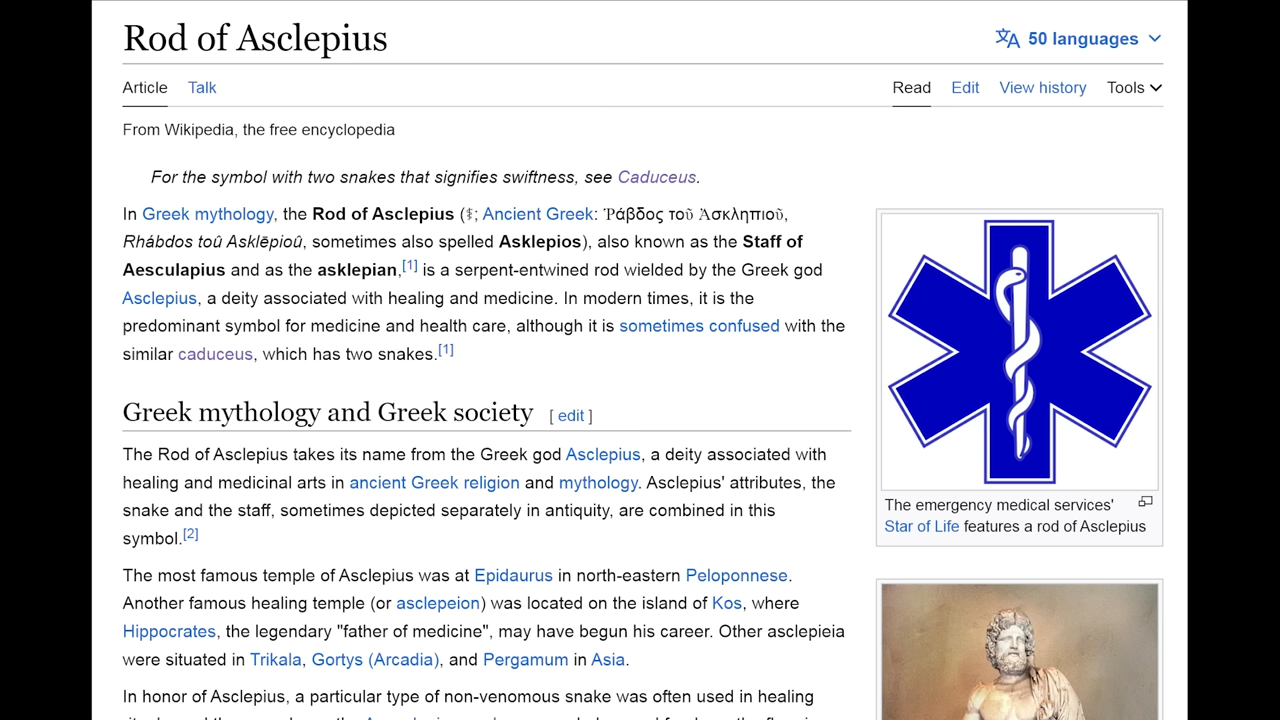 Rod of Asclepius
50 languages
Article Talk
Read Edit View history Tools
From Wikipedia, the free encyclopedia
For the symbol with two snakes that signifies swiftness, see Caduceus.
In Greek mythology, the Rod of Asclepius (⚕; Ancient Greek: Ῥάβδος τοῦ Ἀσκληπιοῦ,
Rhábdos toû Asklēpioû, sometimes also spelled Asklepios), also known as the Staff of
Aesculapius and as the asklepian,[1] is a serpent-entwined rod wielded by the Greek god
Asclepius, a deity associated with healing and medicine. In modern times, it is the
predominant symbol for medicine and health care, although it is sometimes confused with the
similar caduceus, which has two snakes.[1]
Greek mythology and Greek society [ edit ]
The Rod of Asclepius takes its name from the Greek god Asclepius, a deity associated with
healing and medicinal arts in ancient Greek religion and mythology. Asclepius' attributes, the
snake and the staff, sometimes depicted separately in antiquity, are combined in this
symbol.[2]
The most famous temple of Asclepius was at Epidaurus in north-eastern Peloponnese.
Another famous healing temple (or asclepeion) was located on the island of Kos, where
Hippocrates, the legendary "father of medicine", may have begun his career. Other asclepieia
were situated in Trikala, Gortys (Arcadia), and Pergamum in Asia.
In honor of Asclepius, a particular type of non-venomous snake was often used in healing
The emergency medical services'
Star of Life features a rod of Asclepius